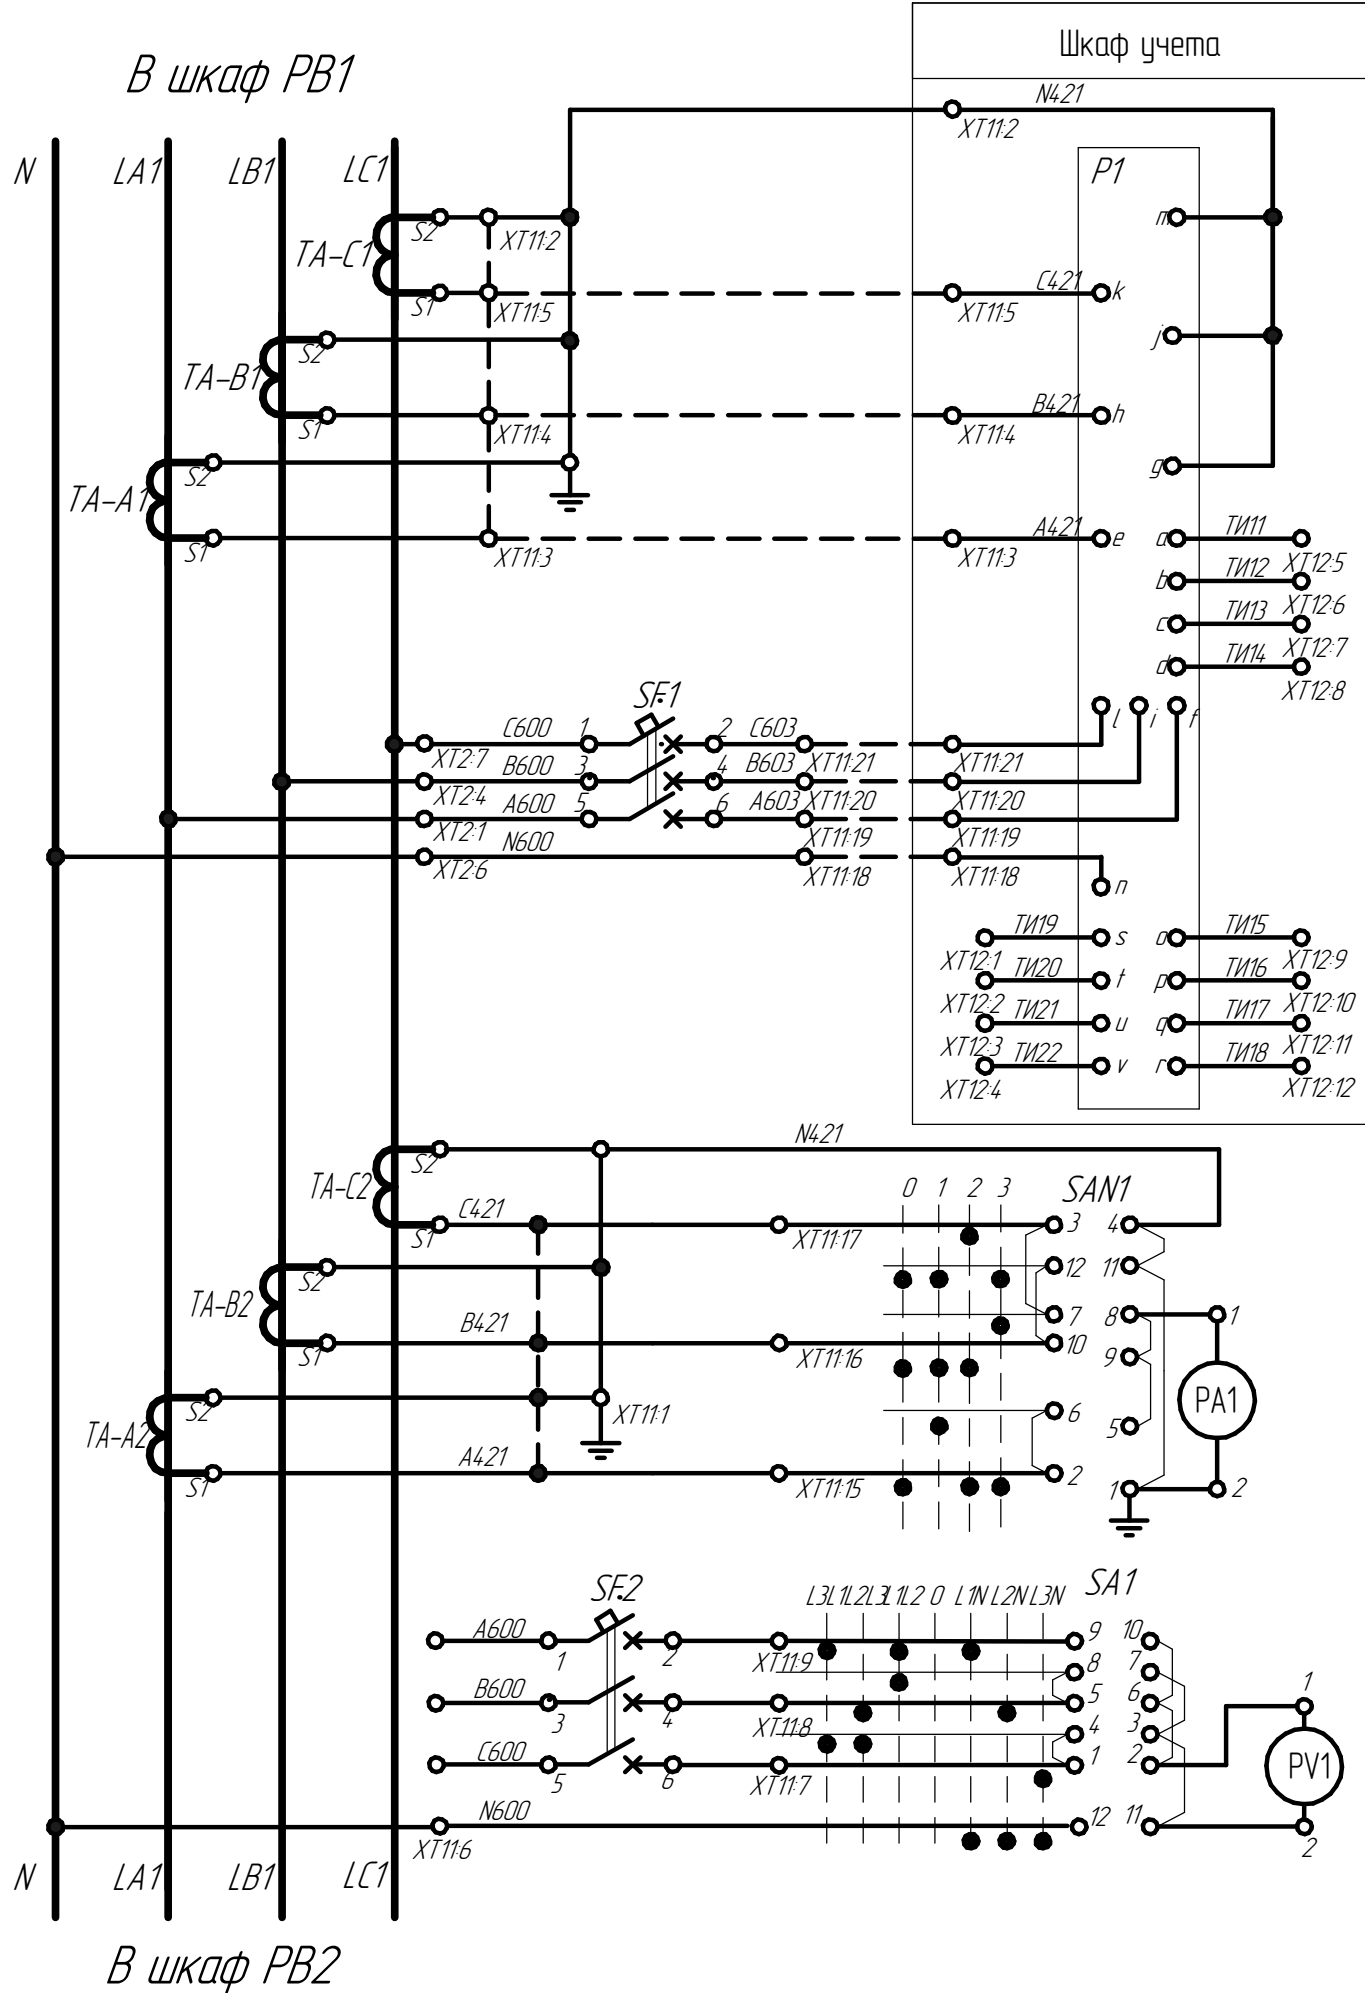 Шкаф учета
В шкаф РВ1
N421
XT11:2
N LA1 LB1 LC1
P1
m
S2
XT11:2
TA-C1
C421
k
S1
XT11:5
XT11:5
j
S2
TA-B1
B421
h
S1
XT11:4
XT11:4
g
S2
TA-A1
A421
e
a
ТИ11
S1
XT11:3
XT11:3
XT12:5
b
ТИ12
XT12:6
c
ТИ13
XT12:7
d
ТИ14
XT12:8
SF1
l i f
C600 1 2 C603
XT2:7 XT11:21 XT11:21
B600 3 4 B603
XT2:4 XT11:20 XT11:20
A600 5 6 A603
XT2:1 XT11:19 XT11:19
N600
XT2:6 XT11:18 XT11:18
n
ТИ19 s o ТИ15
XT12:1 XT12:9
ТИ20 t p ТИ16
XT12:2 XT12:10
ТИ21 u q ТИ17
XT12:3 XT12:11
ТИ22 v r ТИ18
XT12:4 XT12:12
N421
S2
TA-C2
0 1 2 3
SAN1
C421
3 4
S1
XT11:17
12 11
S2
TA-B2
B421
7 8 1
S1
XT11:16
10 9
S2
PA1
XT11:1
6 5
TA-A2
A421
S1
XT11:15
2 1 2
SF2
L3L1 L2L3 L1L2 0 L1N L2N L3N
SA1
A600 1 2 XT11:9
9 10
8 7
B600 3 4 XT11:8
5 6
1
4 3
C600 5 6 XT11:7
1 2
PV1
N600
XT11:6
12 11
2
N LA1 LB1 LC1
В шкаф РВ2